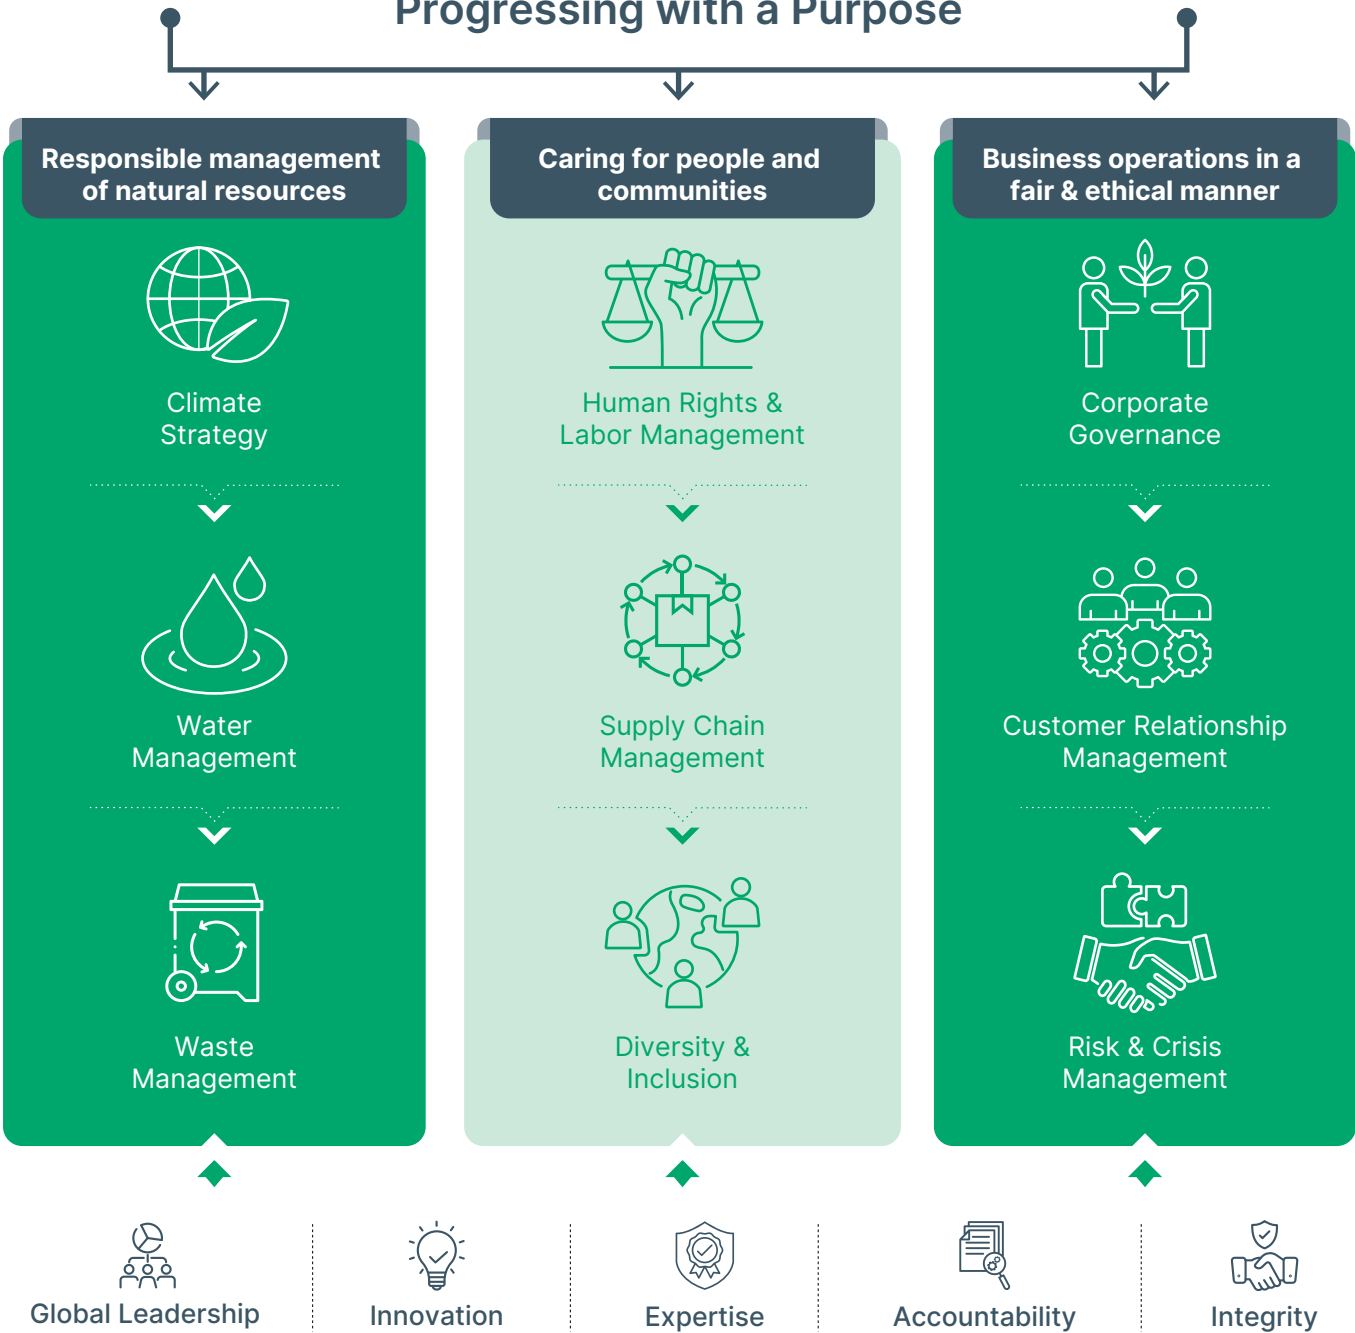 Progressing with a Purpose
Responsible management
of natural resources
Climate
Strategy
Water
Management
Waste
Management
Caring for people and
communities
Human Rights &
Labor Management
Supply Chain
Management
Diversity &
Inclusion
Business operations in a
fair & ethical manner
Corporate
Governance
Customer Relationship
Management
Risk & Crisis
Management
Global Leadership
Innovation
Expertise
Accountability
Integrity